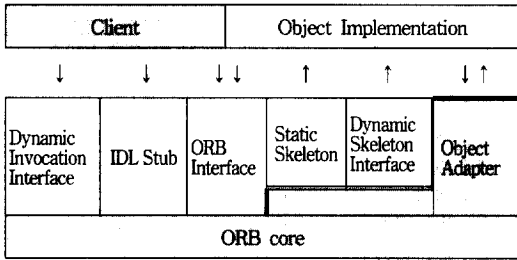 Client Object Implementation
Dynamic Invocation Interface
IDL Stub
ORB Interface
Static Skeleton
Dynamic Skeleton Interface
Object Adapter
ORB core